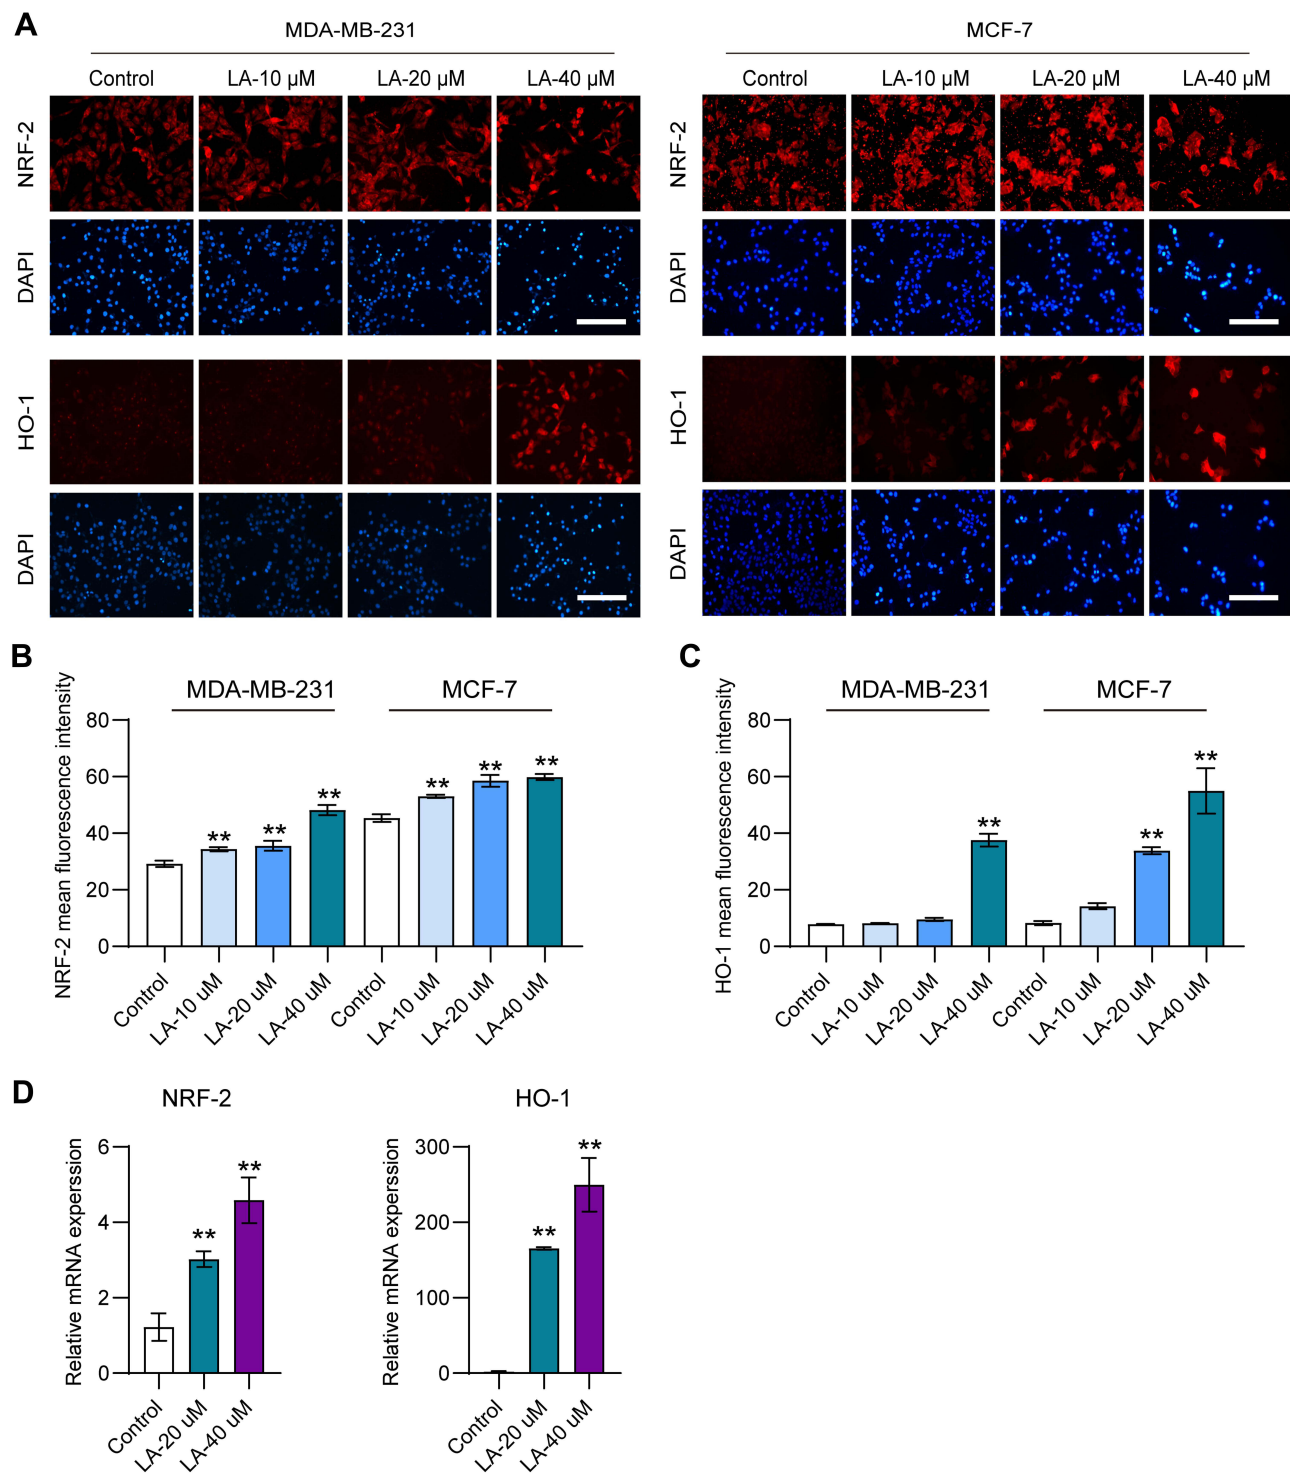 A
MDA-MB-231
MCF-7
Control LA-10 μM LA-20 μM LA-40 μM
Control LA-10 μM LA-20 μM LA-40 μM
NRF-2
NRF-2
DAPI
DAPI
HO-1
HO-1
DAPI
DAPI
B
MDA-MB-231 MCF-7
NRF-2 mean fluorescence intensity
80
60
40
20
0
** ** ** ** ** **
Control LA-10 uM LA-20 uM LA-40 uM Control LA-10 uM LA-20 uM LA-40 uM
C
MDA-MB-231 MCF-7
HO-1 mean fluorescence intensity
80
60
40
20
0
** ** **
Control LA-10 uM LA-20 uM LA-40 uM Control LA-10 uM LA-20 uM LA-40 uM
D
NRF-2
Relative mRNA experssion
6
4
2
0
** **
Control LA-20 uM LA-40 uM
HO-1
Relative mRNA experssion
300
200
100
0
** **
Control LA-20 uM LA-40 uM